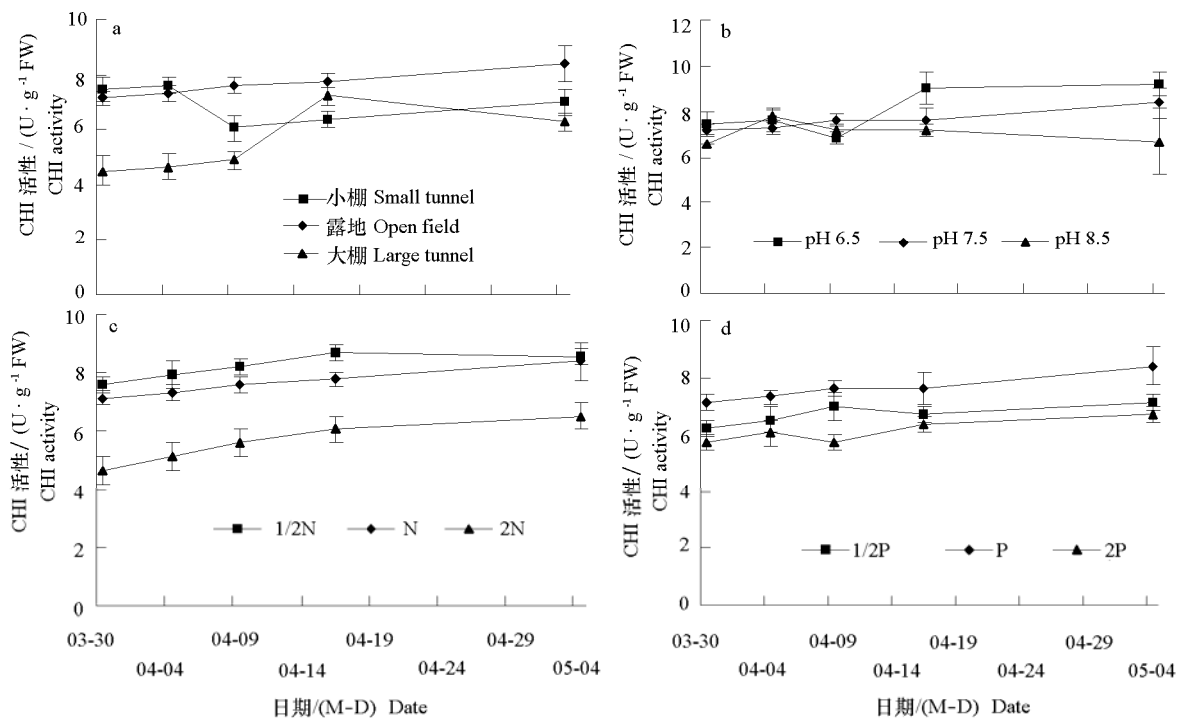 a
10
8
6
4
2
0
CHI 活性 / (U · g⁻¹ FW)
CHI activity
小棚 Small tunnel
露地 Open field
大棚 Large tunnel
b
12
10
8
6
4
2
0
CHI 活性 / (U · g⁻¹ FW)
CHI activity
pH 6.5 pH 7.5 pH 8.5
c
10
8
6
4
2
0
CHI 活性/ (U · g⁻¹ FW)
CHI activity
1/2N N 2N
03-30 04-09 04-19 04-29
04-04 04-14 04-24 05-04
日期/(M-D) Date
d
10
8
6
4
2
0
CHI 活性/ (U · g⁻¹ FW)
CHI activity
1/2P P 2P
03-30 04-09 04-19 04-29
04-04 04-14 04-24 05-04
日期/(M-D) Date